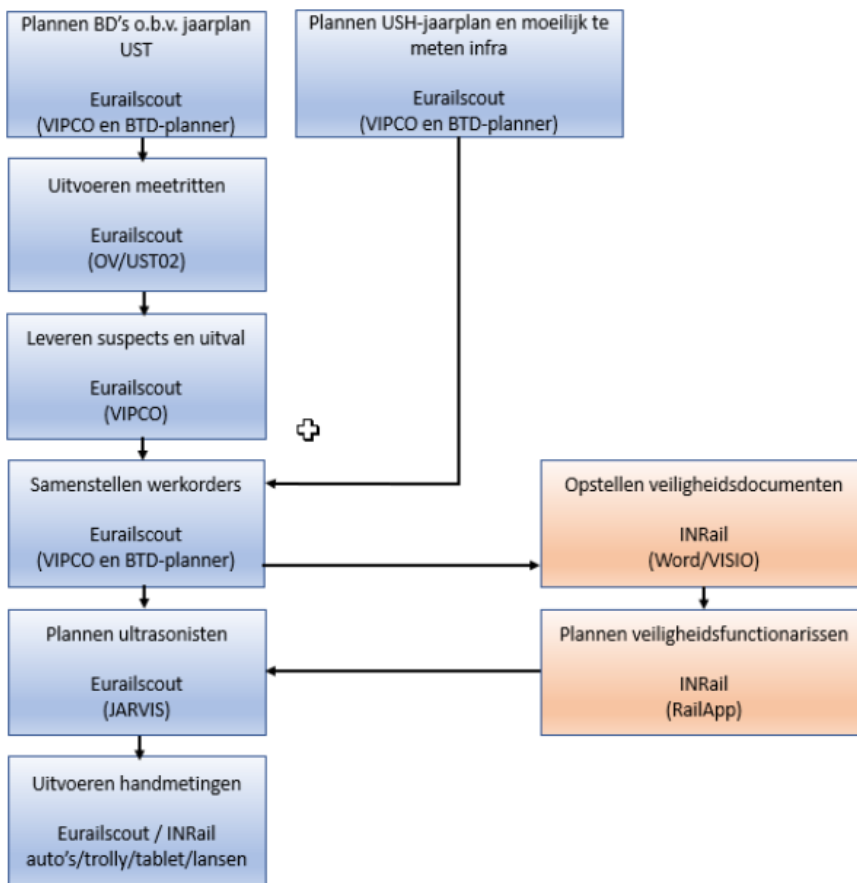 Plannen BD's o.b.v. jaarplan
UST
Eurailscout
(VIPCO en BTD-planner)
Plannen USH-jaarplan en moeilijk te
meten infra
Eurailscout
(VIPCO en BTD-planner)
Uitvoeren meetritten
Eurailscout
(OV/UST02)
Leveren suspects en uitval
Eurailscout
(VIPCO)
Samenstellen werkorders
Eurailscout
(VIPCO en BTD-planner)
Opstellen veiligheidsdocumenten
INRail
(Word/VISIO)
Plannen ultrasonisten
Eurailscout
(JARVIS)
Plannen veiligheidsfunctionarissen
INRail
(RailApp)
Uitvoeren handmetingen
Eurailscout / INRail
auto's/trolly/tablet/lansen